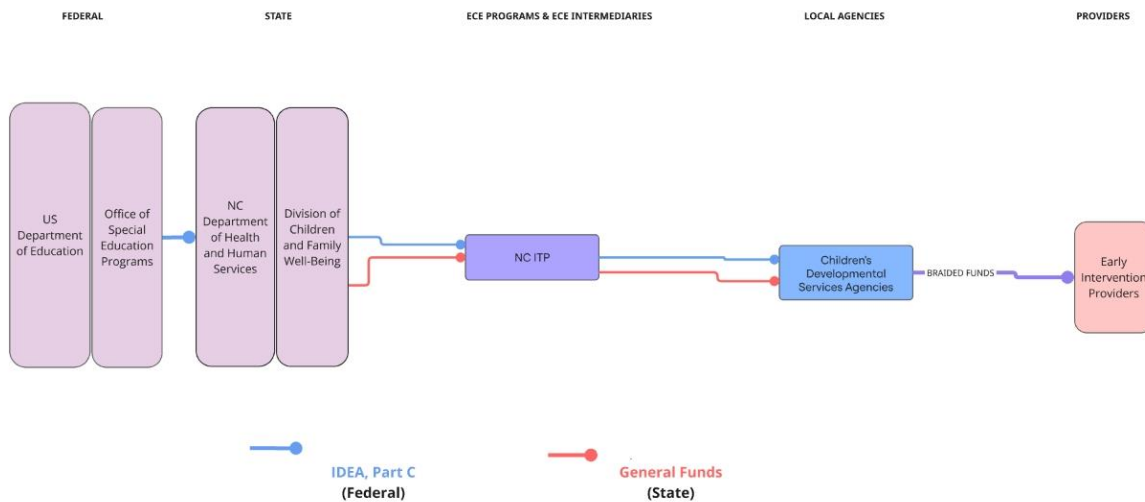 FEDERAL
STATE
ECE PROGRAMS & ECE INTERMEDIARIES
LOCAL AGENCIES
PROVIDERS
US
Department
of Education
Office of
Special
Education
Programs
NC
Department
of Health
and Human
Services
Division of
Children
and Family
Well-Being
NC ITP
Children's
Developmental
Services Agencies
BRAIDED FUNDS
Early
Intervention
Providers
IDEA, Part C
(Federal)
General Funds
(State)